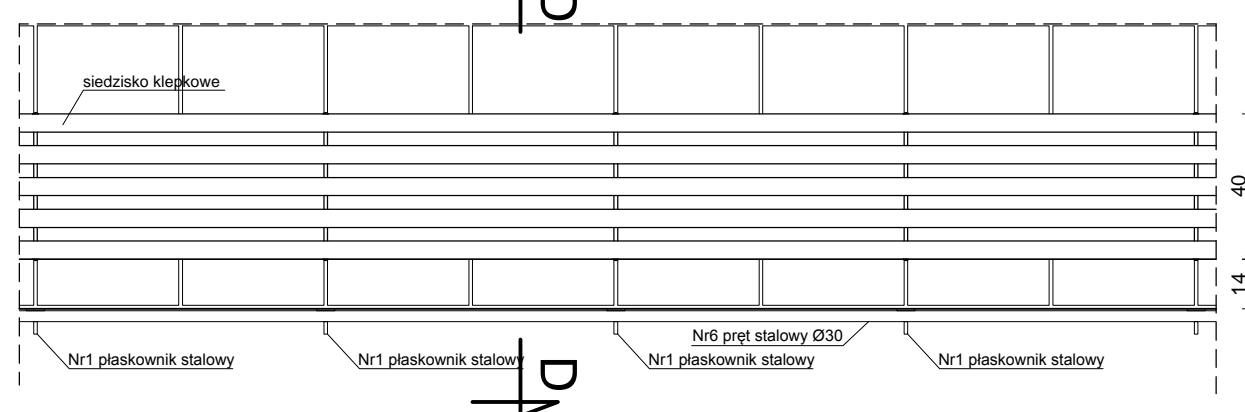 D
siedzisko klepkowe
40
14
Nr6 pręt stalowy Ø30
Nr1 płaskownik stalowy
Nr1 płaskownik stalowy
Nr1 płaskownik stalowy
Nr1 płaskownik stalowy
D